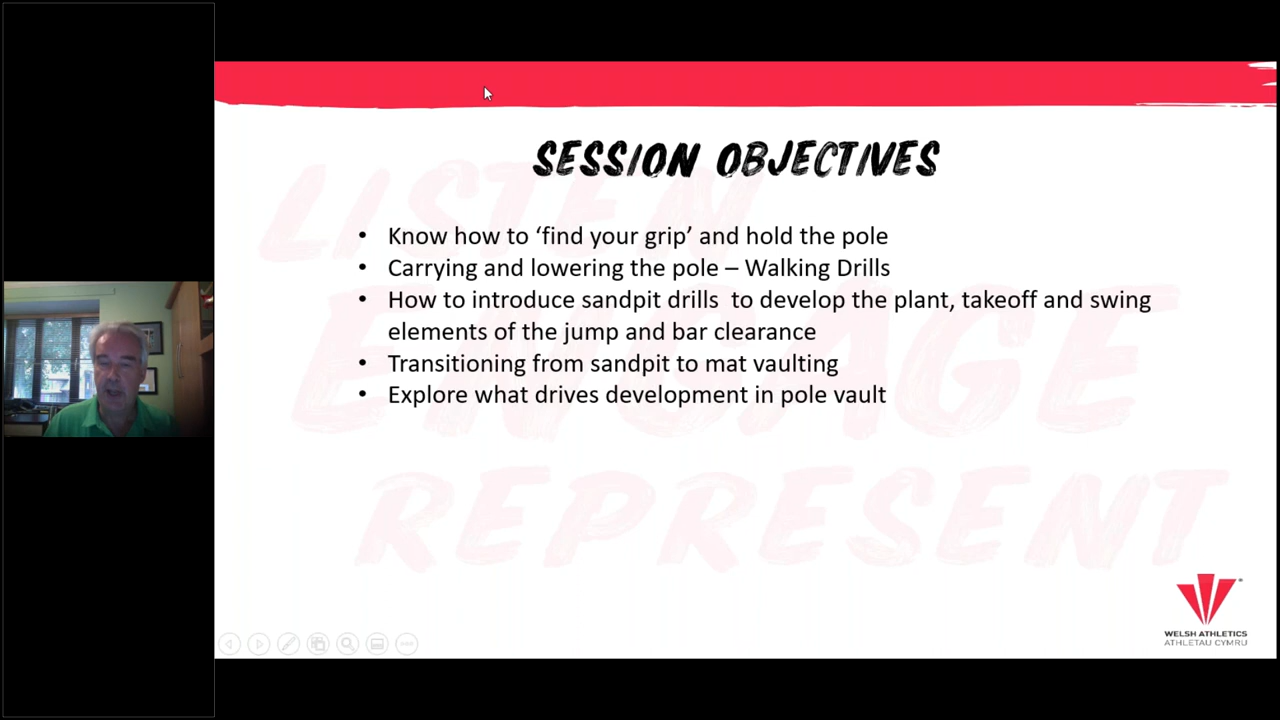 SESSION OBJECTIVES
• Know how to ‘find your grip’ and hold the pole
• Carrying and lowering the pole – Walking Drills
• How to introduce sandpit drills  to develop the plant, takeoff and swing
elements of the jump and bar clearance
• Transitioning from sandpit to mat vaulting
• Explore what drives development in pole vault
LISTEN
ENGAGE
REPRESENT
WELSH ATHLETICS
ATHLETAU CYMRU